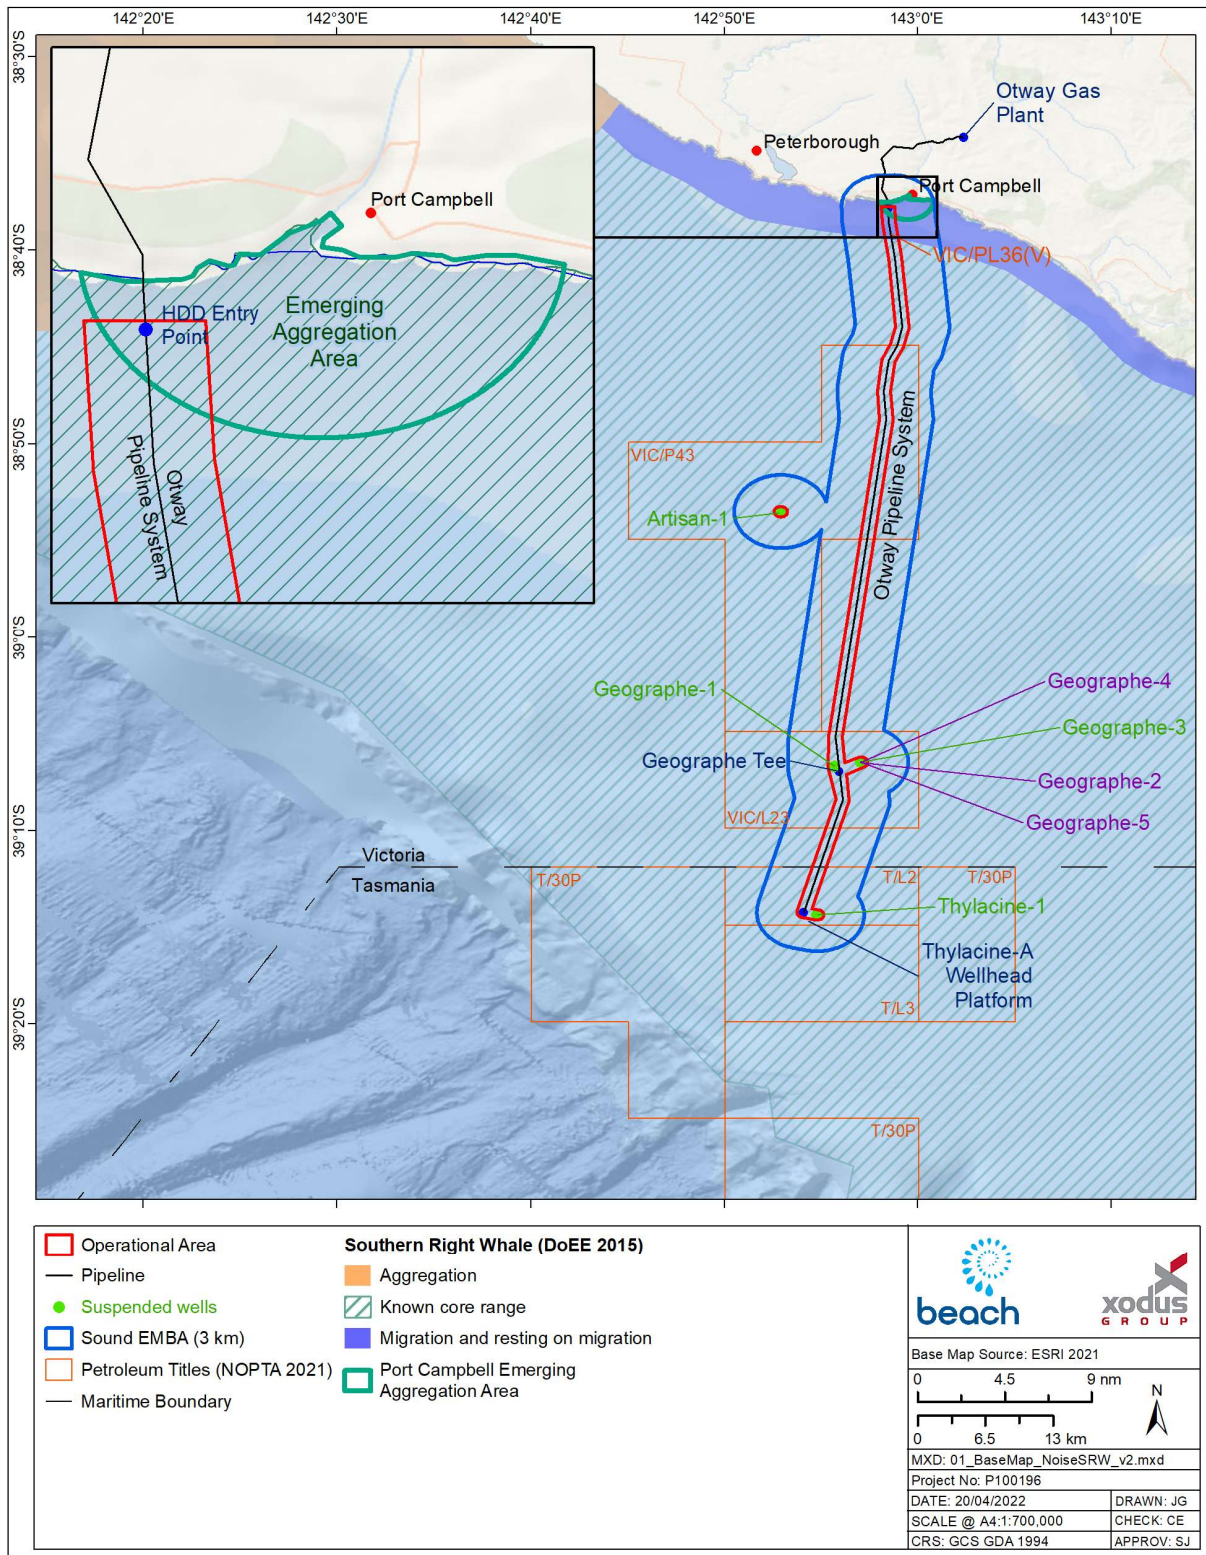 142°20'E
142°30'E
142°40'E
142°50'E
143°0'E
143°10'E
38°30'S
38°40'S
38°50'S
39°0'S
39°10'S
39°20'S
Port Campbell
HDD Entry
Point
Emerging
Aggregation
Area
Otway
Pipeline System
Otway Gas
Plant
Peterborough
Port Campbell
VIC/PL36(V)
VIC/P43
Artisan-1
Otway Pipeline System
Geographe-1
Geographe-4
Geographe-3
Geographe Tee
Geographe-2
VIC/L23
Geographe-5
Victoria
Tasmania
T/30P
T/L2
T/30P
Thylacine-1
Thylacine-A
Wellhead
Platform
T/L3
T/30P
Operational Area
Pipeline
Suspended wells
Sound EMBA (3 km)
Petroleum Titles (NOPTA 2021)
Maritime Boundary
Southern Right Whale (DoEE 2015)
Aggregation
Known core range
Migration and resting on migration
Port Campbell Emerging
Aggregation Area
beach
xodus
GROUP
Base Map Source: ESRI 2021
0 4.5 9 nm
N
0 6.5 13 km
MXD: 01_BaseMap_NoiseSRW_v2.mxd
Project No: P100196
DATE: 20/04/2022
DRAWN: JG
SCALE @ A4:1:700,000
CHECK: CE
CRS: GCS GDA 1994
APPROV: SJ